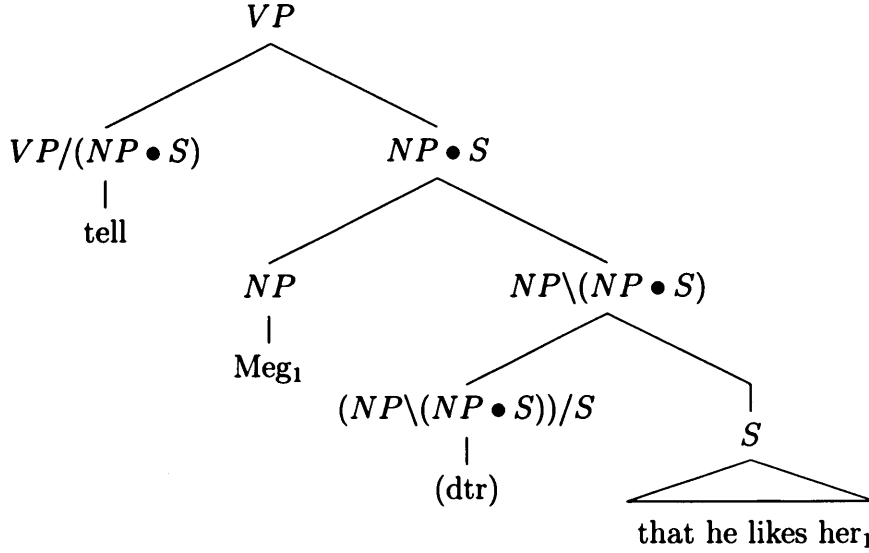 VP
VP/(NP • S) NP • S
tell
NP NP\(NP • S)
Meg₁
(NP\(NP • S))/S
S
(dtr)
that he likes her₁